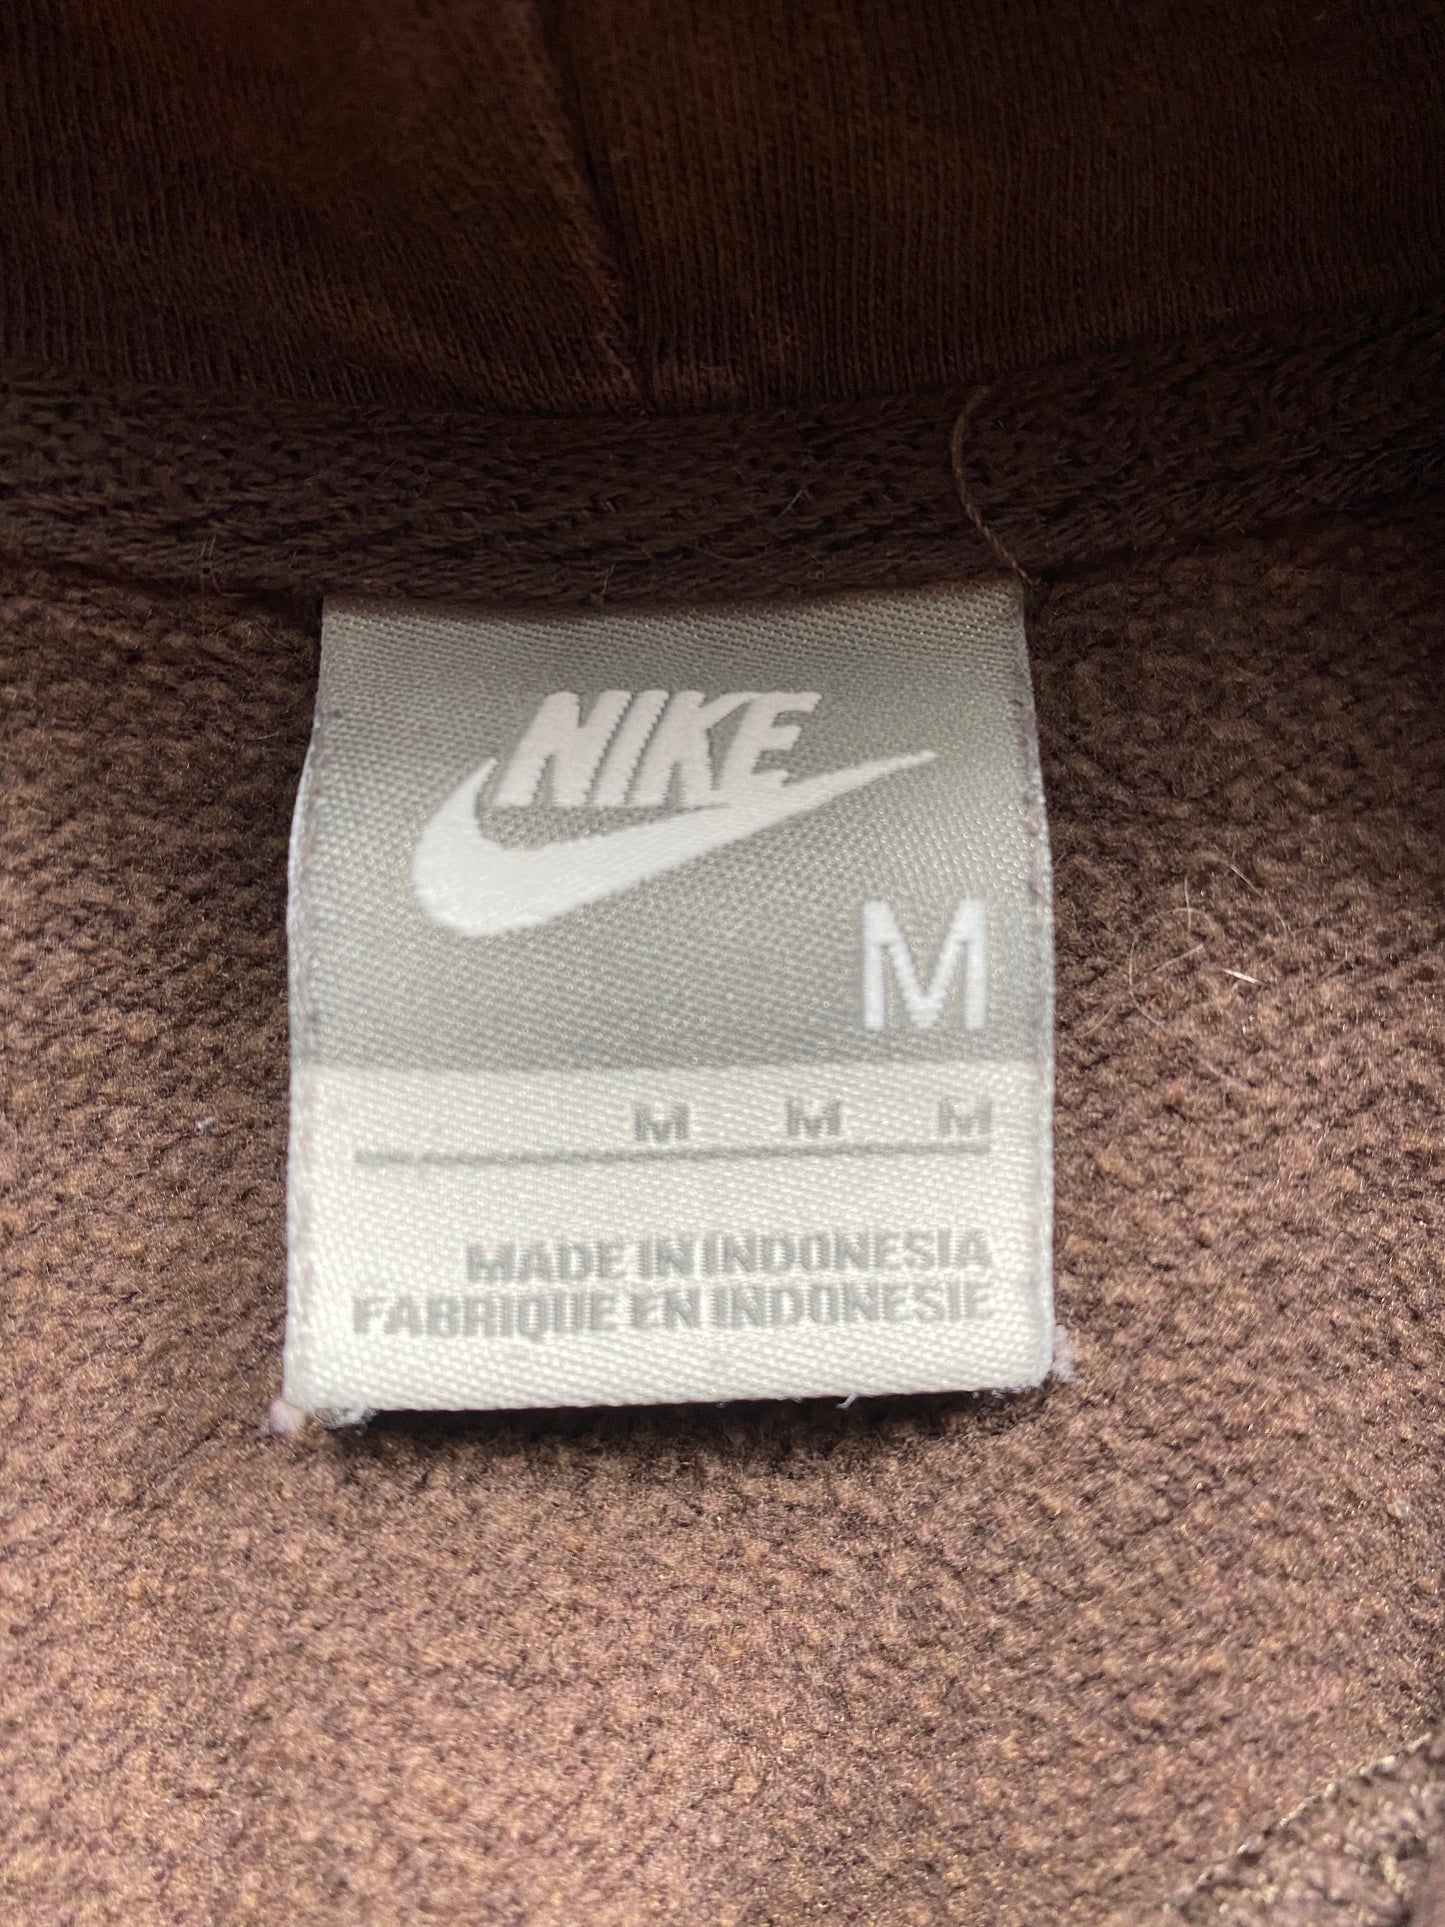 NIKE
M
M M M
MADE IN INDONESIA
FABRIQUE EN INDONESIE